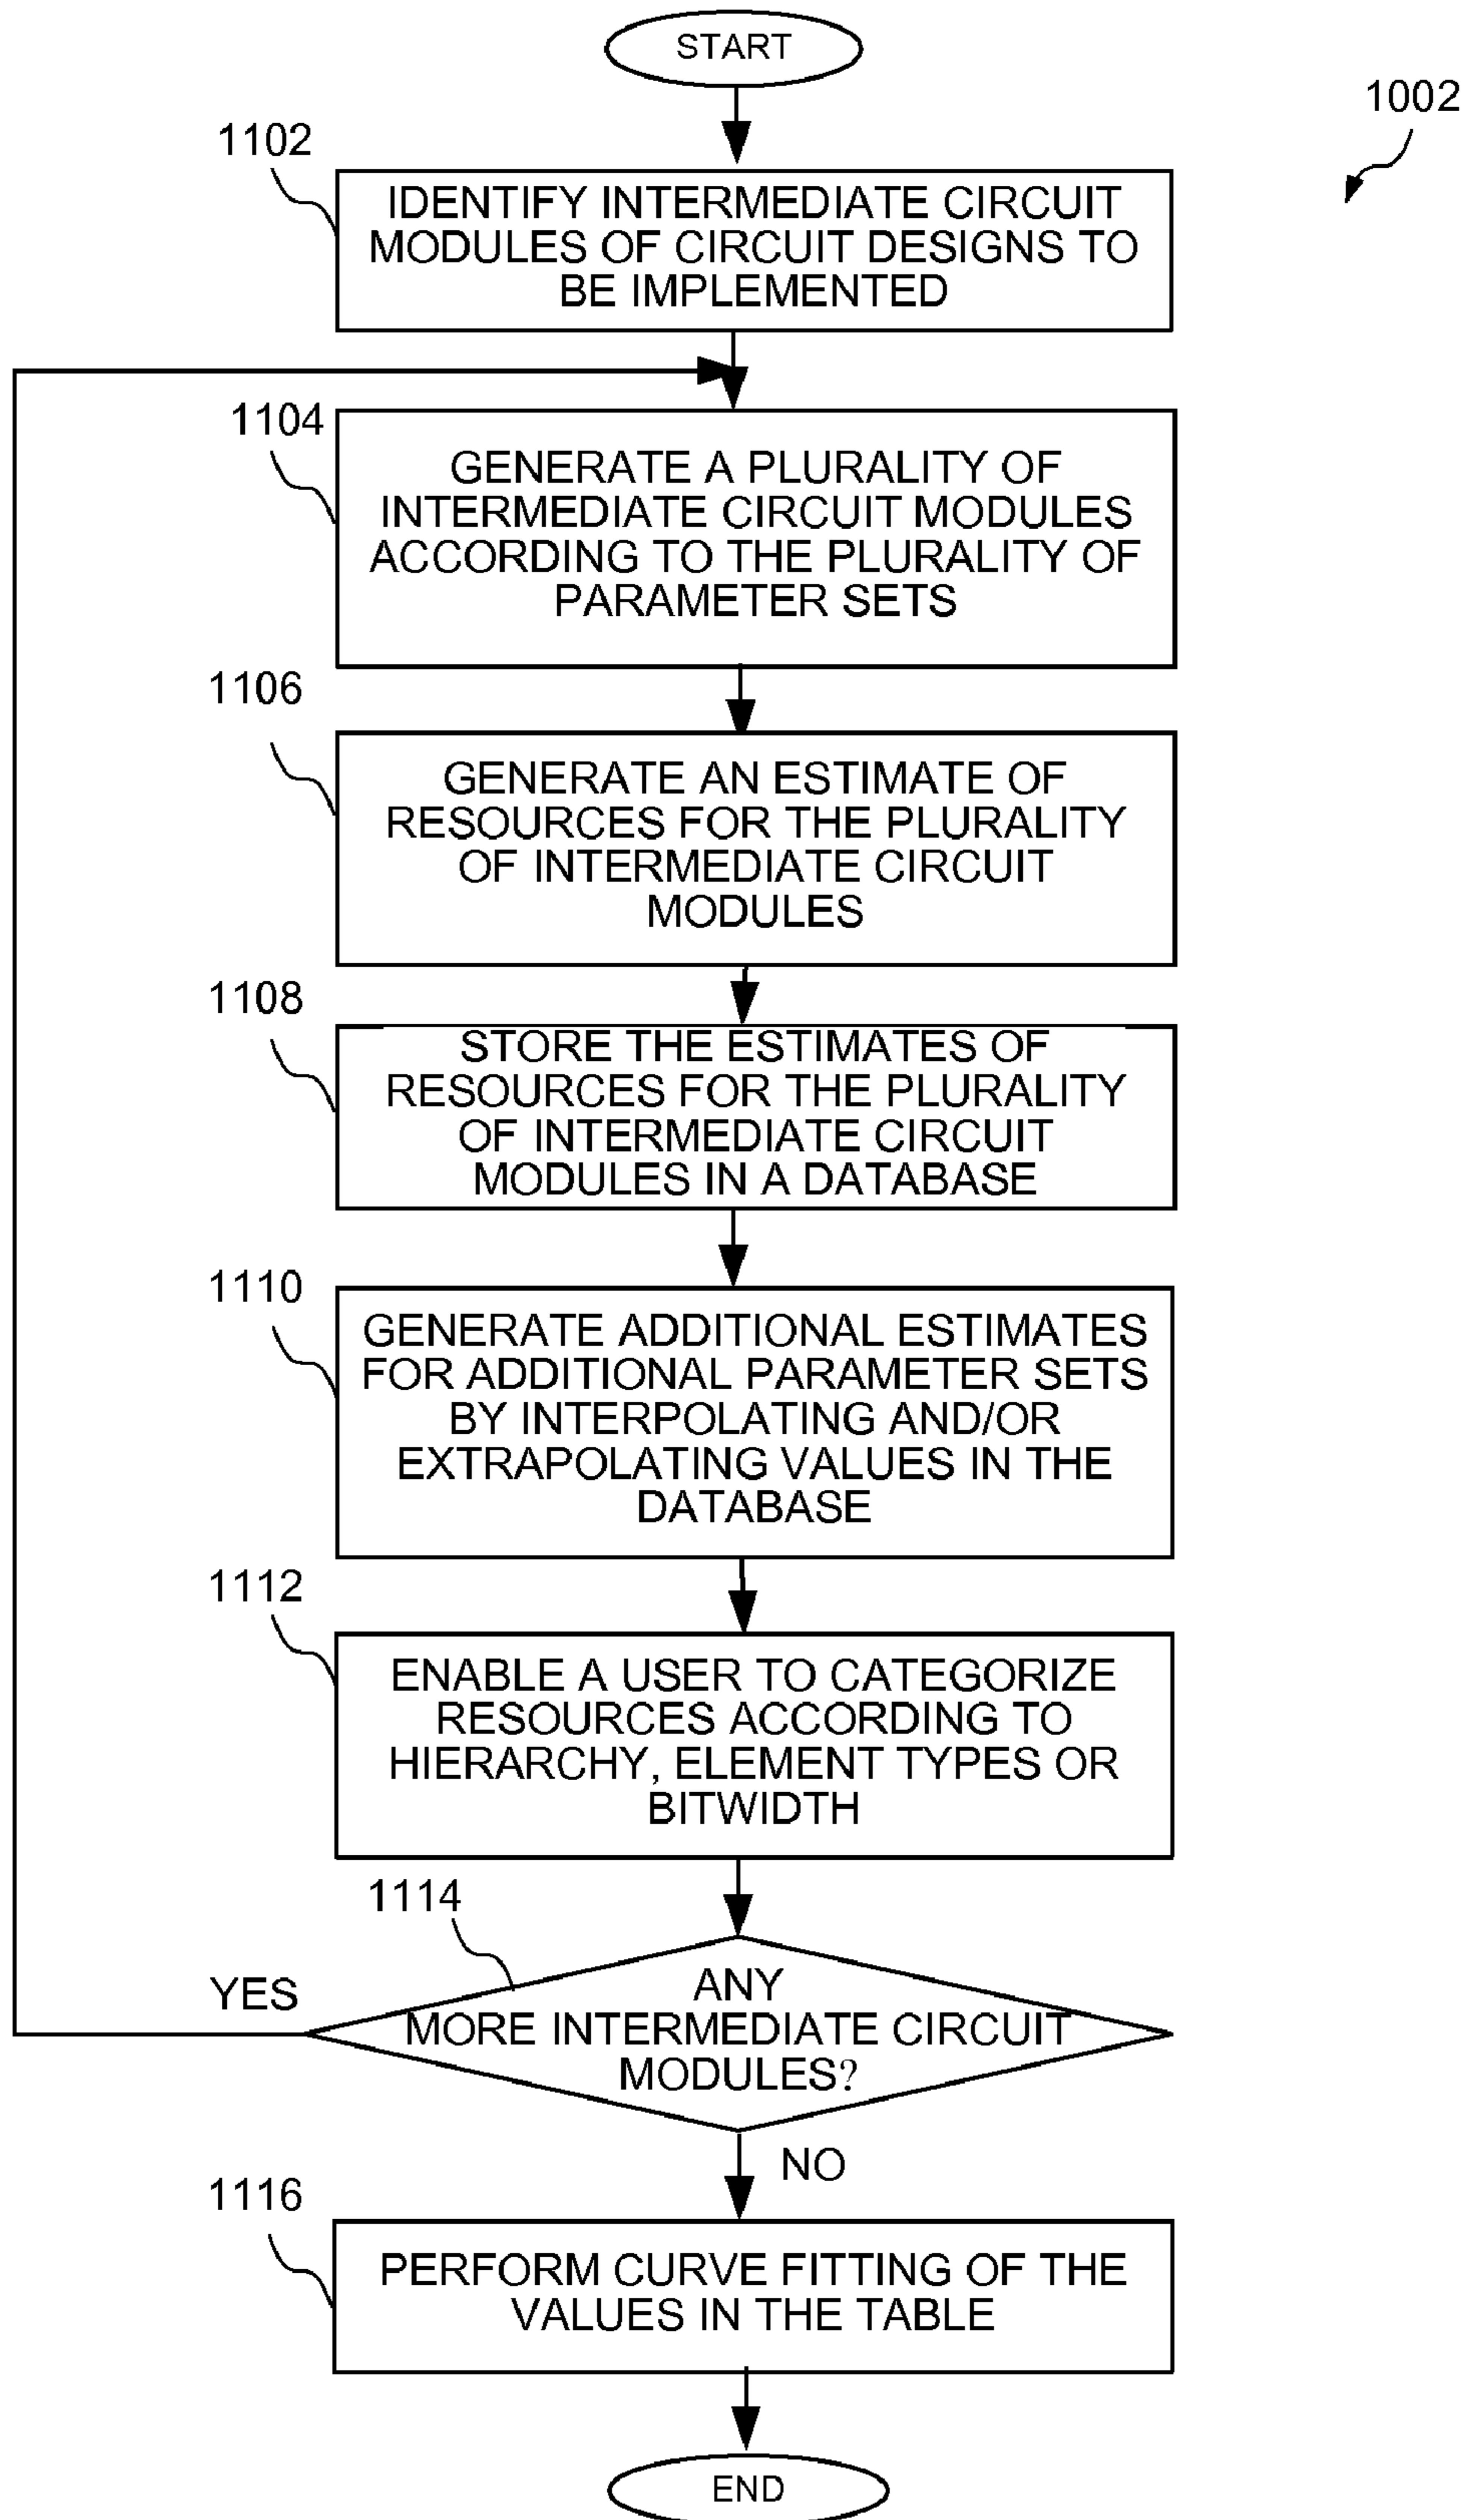 START
1002
1102
IDENTIFY INTERMEDIATE CIRCUIT
MODULES OF CIRCUIT DESIGNS TO
BE IMPLEMENTED
1104
GENERATE A PLURALITY OF
INTERMEDIATE CIRCUIT MODULES
ACCORDING TO THE PLURALITY OF
PARAMETER SETS
1106
GENERATE AN ESTIMATE OF
RESOURCES FOR THE PLURALITY
OF INTERMEDIATE CIRCUIT
MODULES
1108
STORE THE ESTIMATES OF
RESOURCES FOR THE PLURALITY
OF INTERMEDIATE CIRCUIT
MODULES IN A DATABASE
1110
GENERATE ADDITIONAL ESTIMATES
FOR ADDITIONAL PARAMETER SETS
BY INTERPOLATING AND/OR
EXTRAPOLATING VALUES IN THE
DATABASE
1112
ENABLE A USER TO CATEGORIZE
RESOURCES ACCORDING TO
HIERARCHY, ELEMENT TYPES OR
BITWIDTH
1114
YES
ANY
MORE INTERMEDIATE CIRCUIT
MODULES?
NO
1116
PERFORM CURVE FITTING OF THE
VALUES IN THE TABLE
END